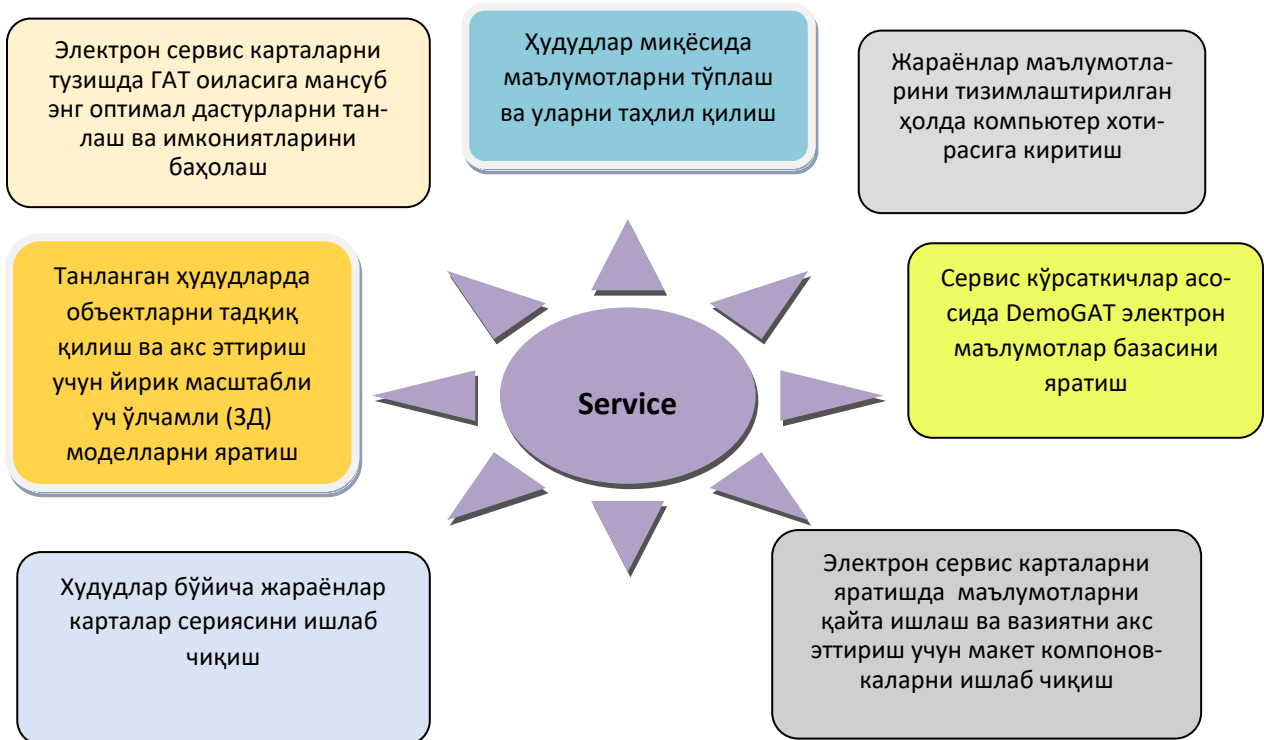 Электрон сервис карталарни
тузишда ГАТ оиласига мансуб
энг оптимал дастурларни тан-
лаш ва имкониятларини
баҳолаш
Ҳудудлар миқёсида
маълумотларни тўплаш
ва уларни таҳлил қилиш
Жараёнлар маълумотла-
рини тизимлаштирилган
ҳолда компьютер хоти-
расига киритиш
Танланган ҳудудларда
объектларни тадқиқ
қилиш ва акс эттириш
учун йирик масштабли
уч ўлчамли (3Д)
моделларни яратиш
Service
Сервис кўрсаткичлар асо-
сида DemoGAT электрон
маълумотлар базасини
яратиш
Худудлар бўйича жараёнлар
карталар сериясини ишлаб
чиқиш
Электрон сервис карталарни
яратишда маълумотларни
қайта ишлаш ва вазиятни акс
эттириш учун макет компонов-
каларни ишлаб чиқиш